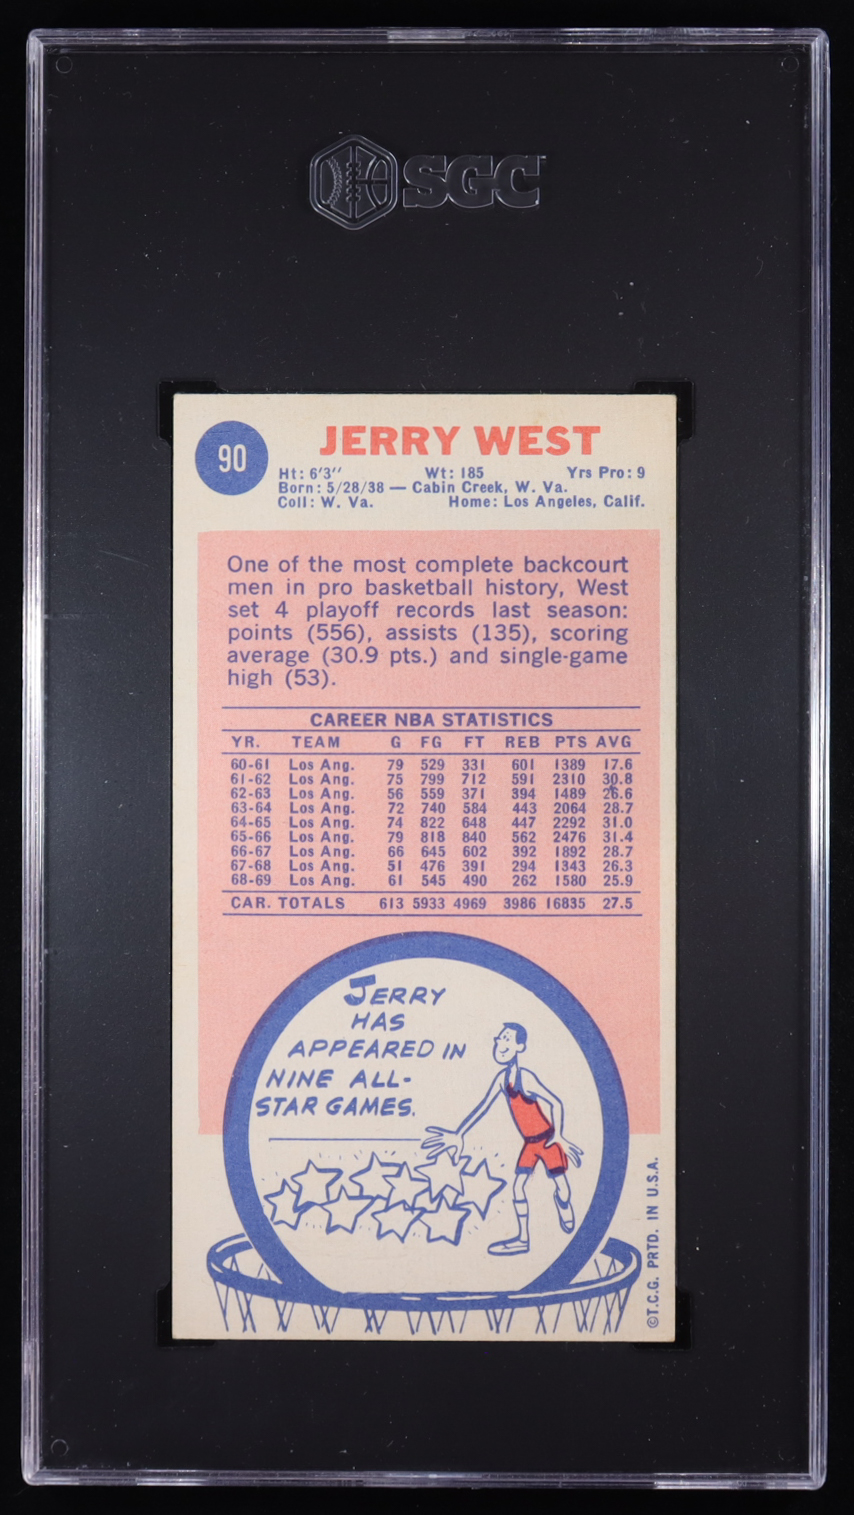 SGC
90
JERRY WEST
Ht: 6'3" Wt: 185 Yrs Pro: 9
Born: 5/28/38 — Cabin Creek, W. Va.
Coll: W. Va. Home: Los Angeles, Calif.
One of the most complete backcourt
men in pro basketball history, West
set 4 playoff records last season:
points (556), assists (135), scoring
average (30.9 pts.) and single-game
high (53).
CAREER NBA STATISTICS
YR. TEAM G FG FT REB PTS AVG
60-61 Los Ang. 79 529 331 601 1389 17.6
61-62 Los Ang. 75 799 712 591 2310 30.8
62-63 Los Ang. 56 559 371 394 1489 26.6
63-64 Los Ang. 72 740 584 443 2064 28.7
64-65 Los Ang. 74 822 648 447 2292 31.0
65-66 Los Ang. 79 818 840 562 2476 31.4
66-67 Los Ang. 66 645 602 392 1892 28.7
67-68 Los Ang. 51 476 391 294 1343 26.3
68-69 Los Ang. 61 545 490 262 1580 25.9
CAR. TOTALS 613 5933 4969 3986 16835 27.5
JERRY
HAS
APPEARED IN
NINE ALL-
STAR GAMES.
©T.C.G. PRTD. IN U.S.A.